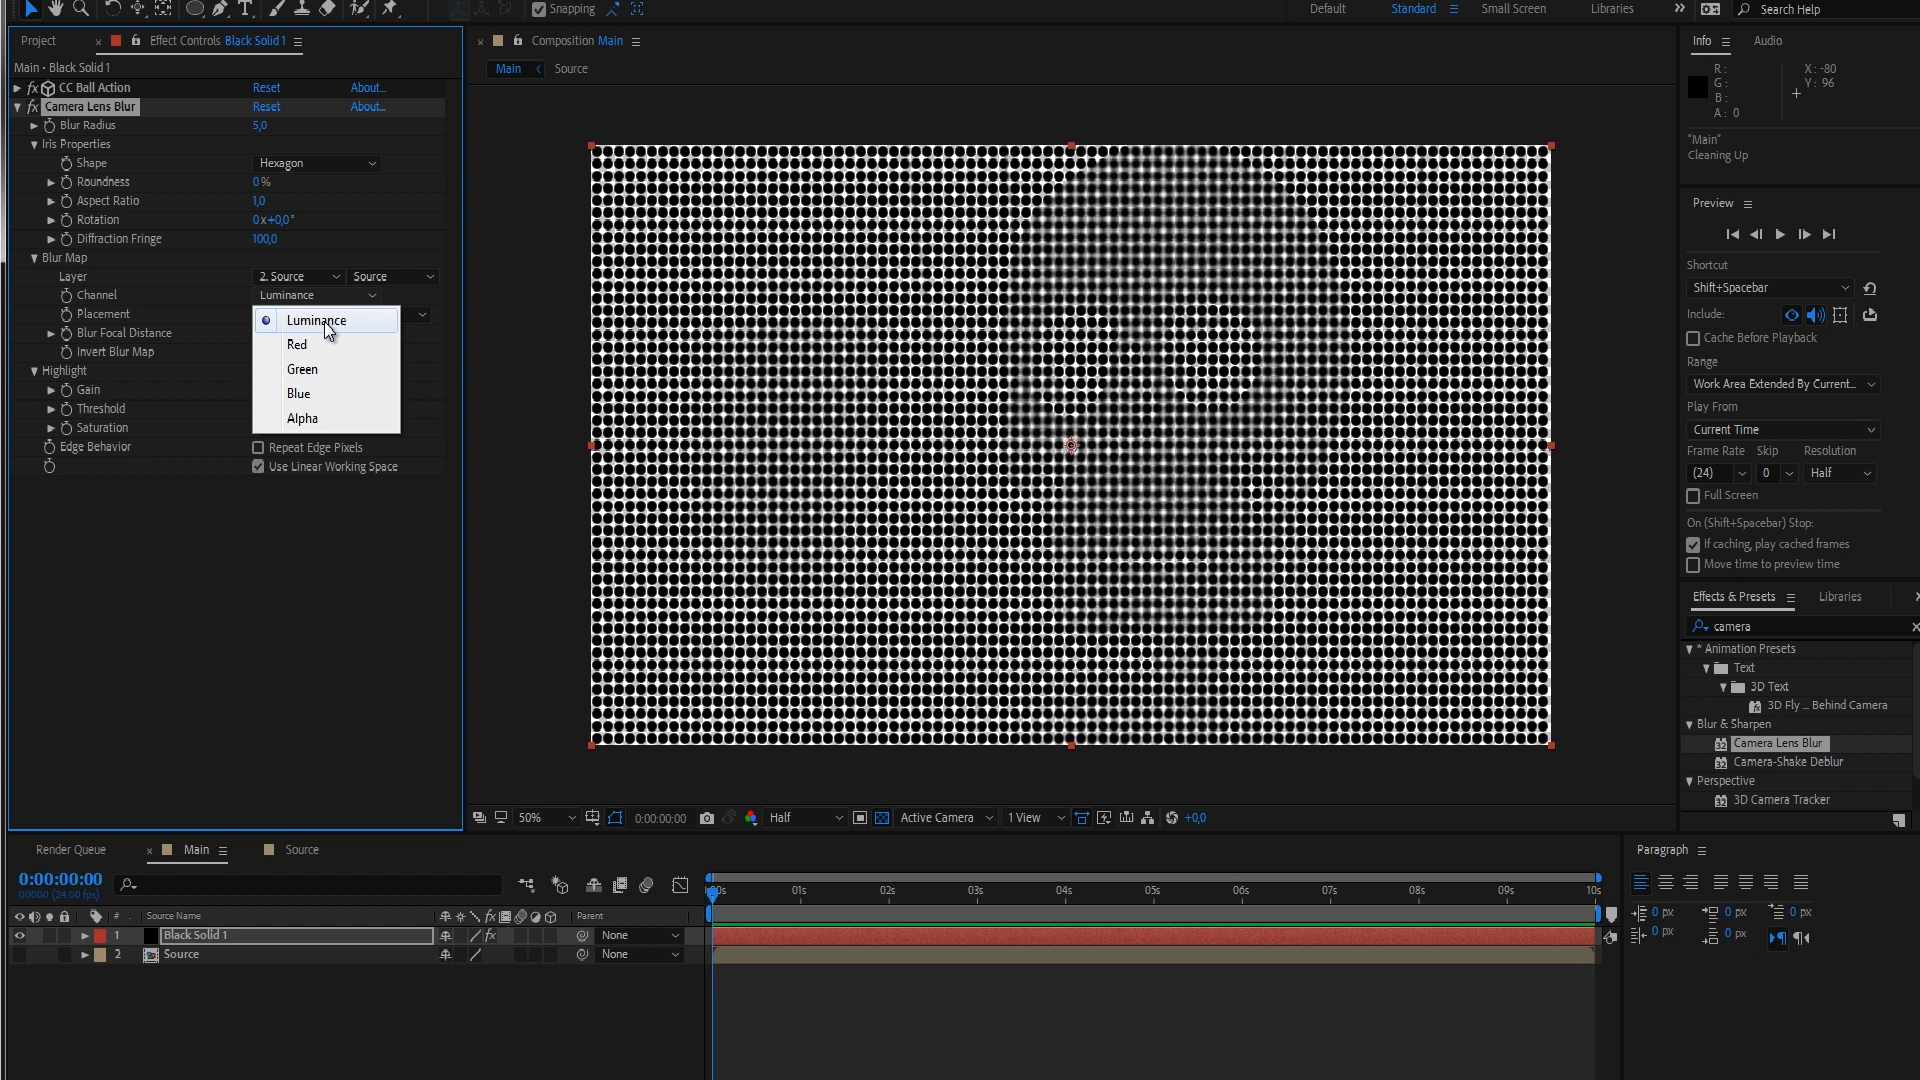 Snapping
Default
Standard
Small Screen
Libraries
Search Help
Project
Effect Controls Black Solid 1
Main • Black Solid 1
fx CC Ball Action Reset About...
fx Camera Lens Blur Reset About...
Blur Radius 5,0
Iris Properties
Shape Hexagon
Roundness 0 %
Aspect Ratio 1,0
Rotation 0 x +0,0 °
Diffraction Fringe 100,0
Blur Map
Layer 2. Source Source
Channel Luminance
Placement
Blur Focal Distance
Invert Blur Map
Highlight
Gain
Threshold
Saturation
Edge Behavior Repeat Edge Pixels
Use Linear Working Space
Luminance
Red
Green
Blue
Alpha
Composition Main
Main
Source
50%
0:00:00:00
Half
Active Camera
1 View
+0,0
Info
Audio
R :
G :
B :
A : 0
X : -80
Y : 96
"Main"
Cleaning Up
Preview
Shortcut
Shift+Spacebar
Include:
Cache Before Playback
Range
Work Area Extended By Current...
Play From
Current Time
Frame Rate Skip Resolution
(24) 0 Half
Full Screen
On (Shift+Spacebar) Stop:
If caching, play cached frames
Move time to preview time
Effects & Presets
Libraries
camera
* Animation Presets
Text
3D Text
3D Fly ... Behind Camera
Blur & Sharpen
Camera Lens Blur
Camera-Shake Deblur
Perspective
3D Camera Tracker
Render Queue
Main
Source
0:00:00:00
00000 (24.00 fps)
# Source Name fx Parent
1 Black Solid 1 fx None
2 Source None
:00s 01s 02s 03s 04s 05s 06s 07s 08s 09s 10s
Paragraph
0 px 0 px 0 px
0 px 0 px